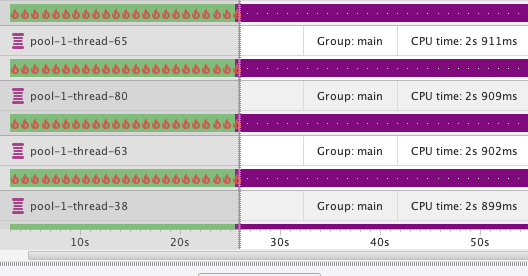 pool-1-thread-65 Group: main CPU time: 2s 911ms
pool-1-thread-80 Group: main CPU time: 2s 909ms
pool-1-thread-63 Group: main CPU time: 2s 902ms
pool-1-thread-38 Group: main CPU time: 2s 899ms
10s 20s 30s 40s 50s